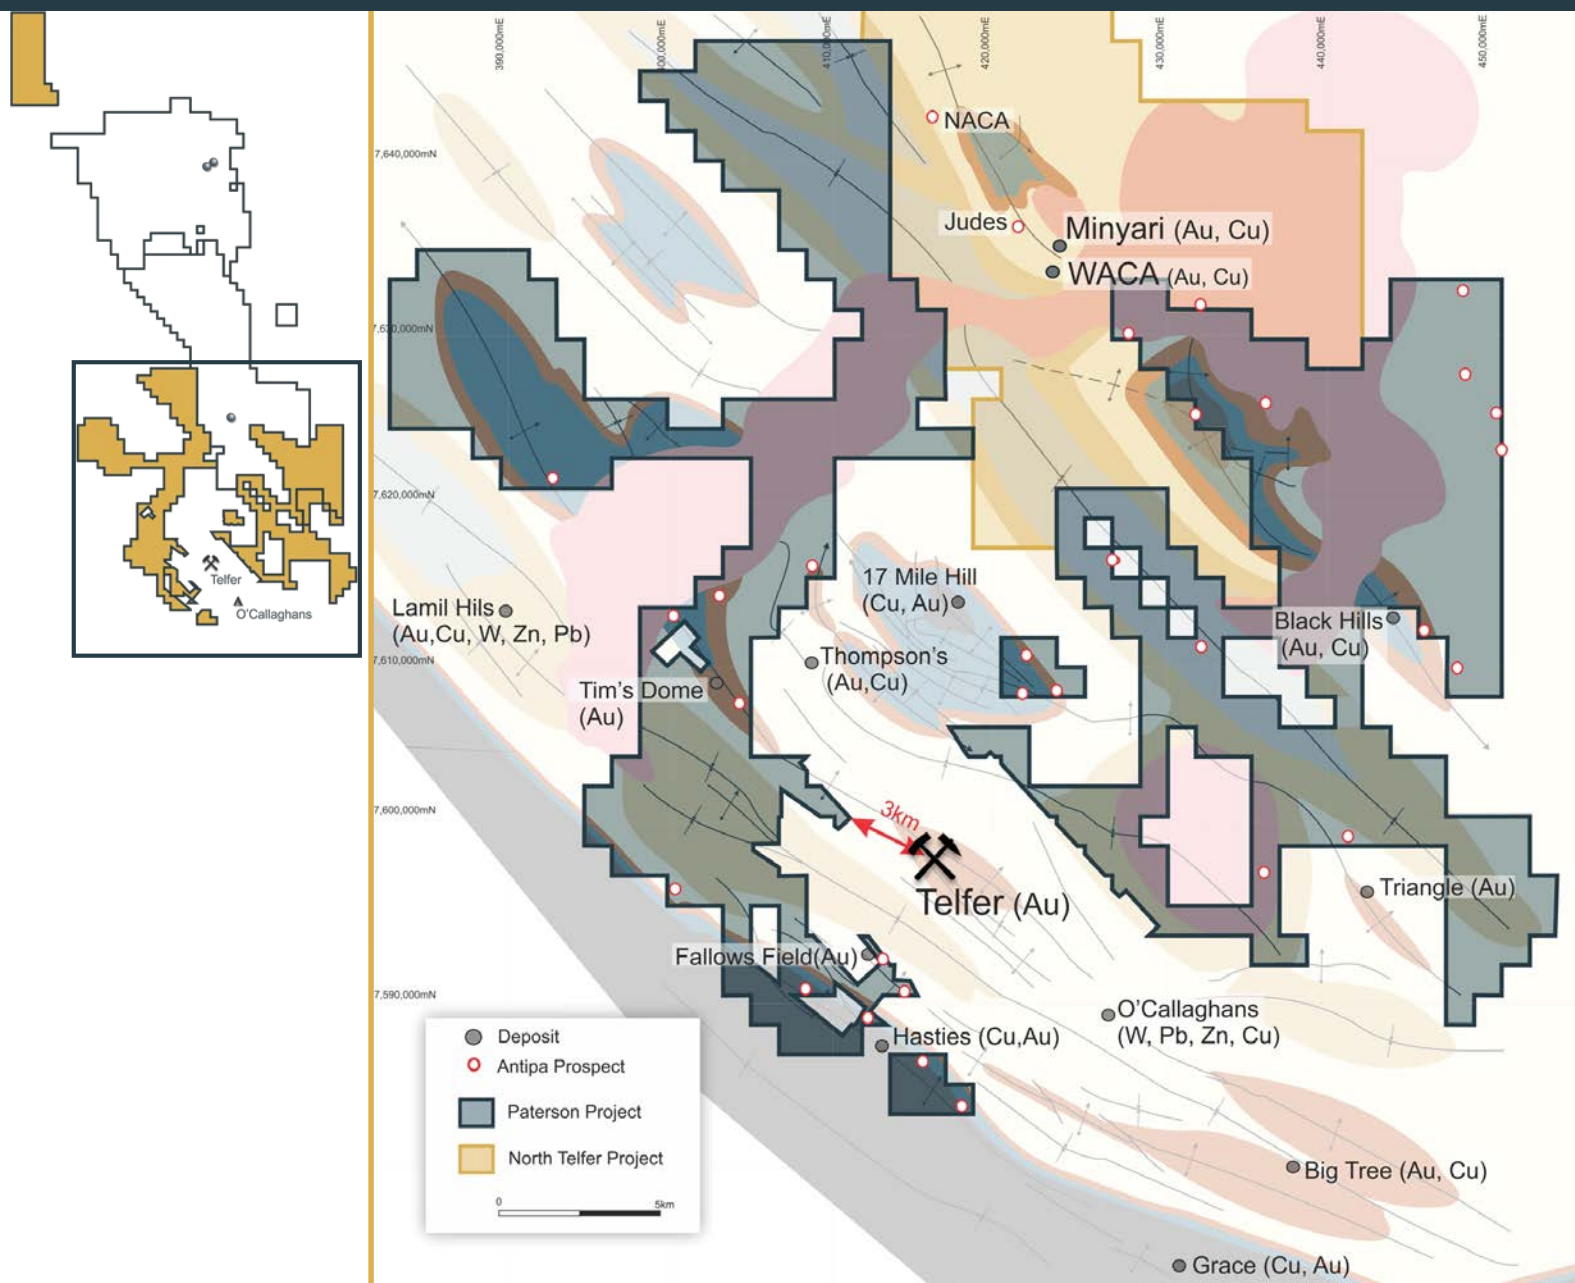 390,000mE
400,000mE
410,000mE
420,000mE
430,000mE
440,000mE
450,000mE
7,640,000mN
7,630,000mN
7,620,000mN
7,610,000mN
7,600,000mN
7,590,000mN
NACA
Judes
Minyari (Au, Cu)
WACA (Au, Cu)
17 Mile Hill
(Cu, Au)
Lamil Hils
(Au,Cu, W, Zn, Pb)
Thompson's
(Au,Cu)
Black Hills
(Au, Cu)
Tim's Dome
(Au)
3km
Telfer (Au)
Triangle (Au)
Fallows Field(Au)
Hasties (Cu,Au)
O'Callaghans
(W, Pb, Zn, Cu)
Big Tree (Au, Cu)
Grace (Cu, Au)
Telfer
O'Callaghans
Deposit
Antipa Prospect
Paterson Project
North Telfer Project
0 5km